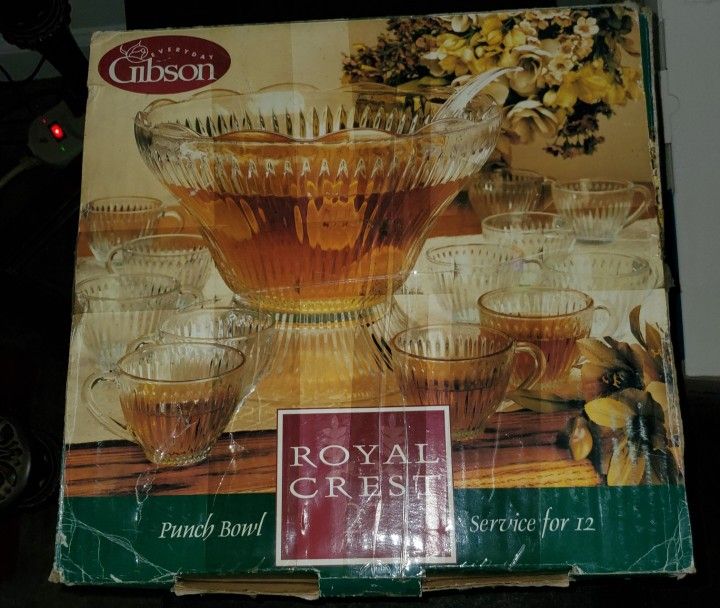 EVERYDAY
Gibson
ROYAL
CREST
Punch Bowl
Service for 12